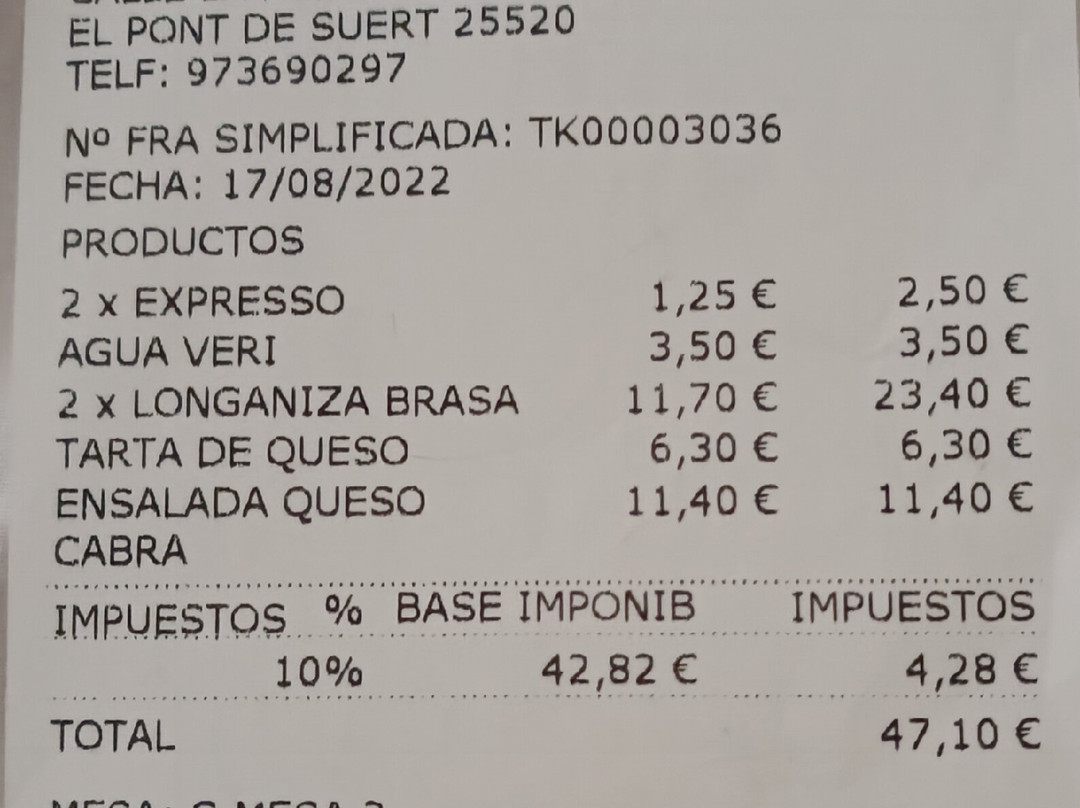 EL PONT DE SUERT 25520
TELF: 973690297
Nº FRA SIMPLIFICADA: TK00003036
FECHA: 17/08/2022
PRODUCTOS
2 x EXPRESSO 1,25 € 2,50 €
AGUA VERI 3,50 € 3,50 €
2 x LONGANIZA BRASA 11,70 € 23,40 €
TARTA DE QUESO 6,30 € 6,30 €
ENSALADA QUESO 11,40 € 11,40 €
CABRA
IMPUESTOS % BASE IMPONIB IMPUESTOS
10% 42,82 € 4,28 €
TOTAL 47,10 €